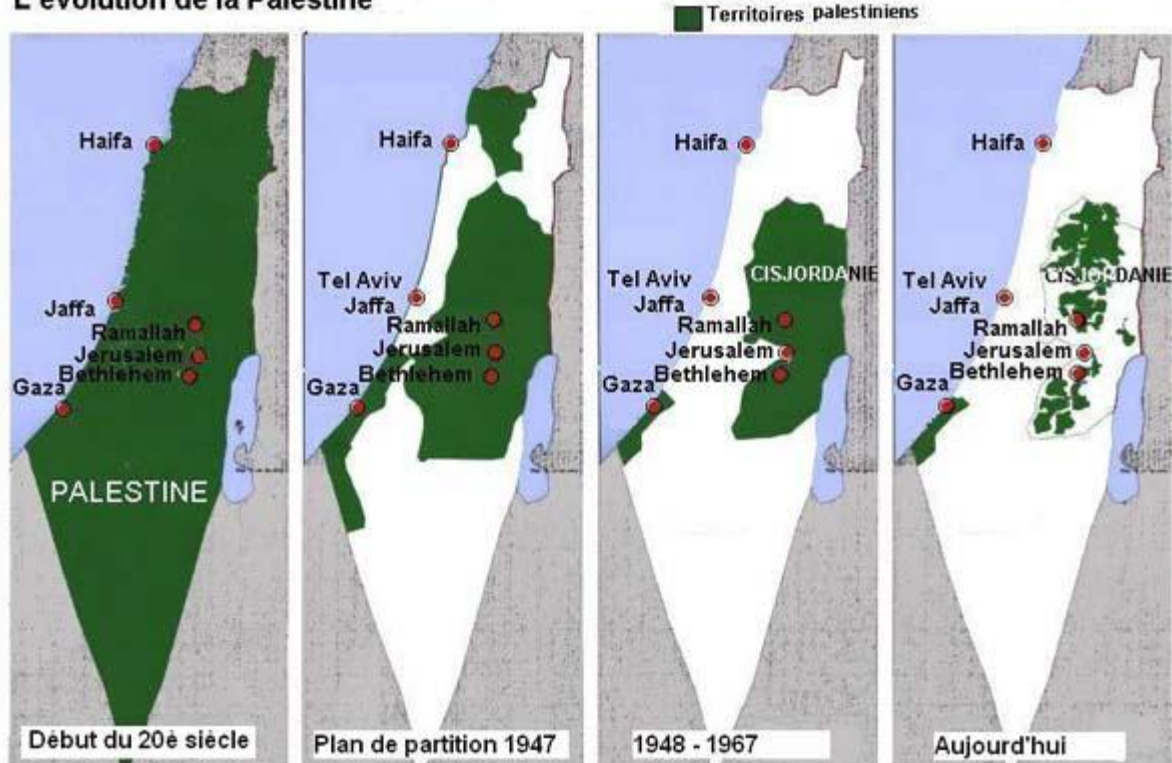 L'évolution de la Palestine
Territoires palestiniens
Haifa
Jaffa
Ramallah
Jerusalem
Bethlehem
Gaza
PALESTINE
Début du 20è siècle
Haifa
Tel Aviv
Jaffa
Ramallah
Jerusalem
Bethlehem
Gaza
Plan de partition 1947
Haifa
Tel Aviv
Jaffa
CISJORDANIE
Ramallah
Jerusalem
Bethlehem
Gaza
1948 - 1967
Haifa
Tel Aviv
Jaffa
CISJORDANIE
Ramallah
Jerusalem
Bethlehem
Gaza
Aujourd'hui